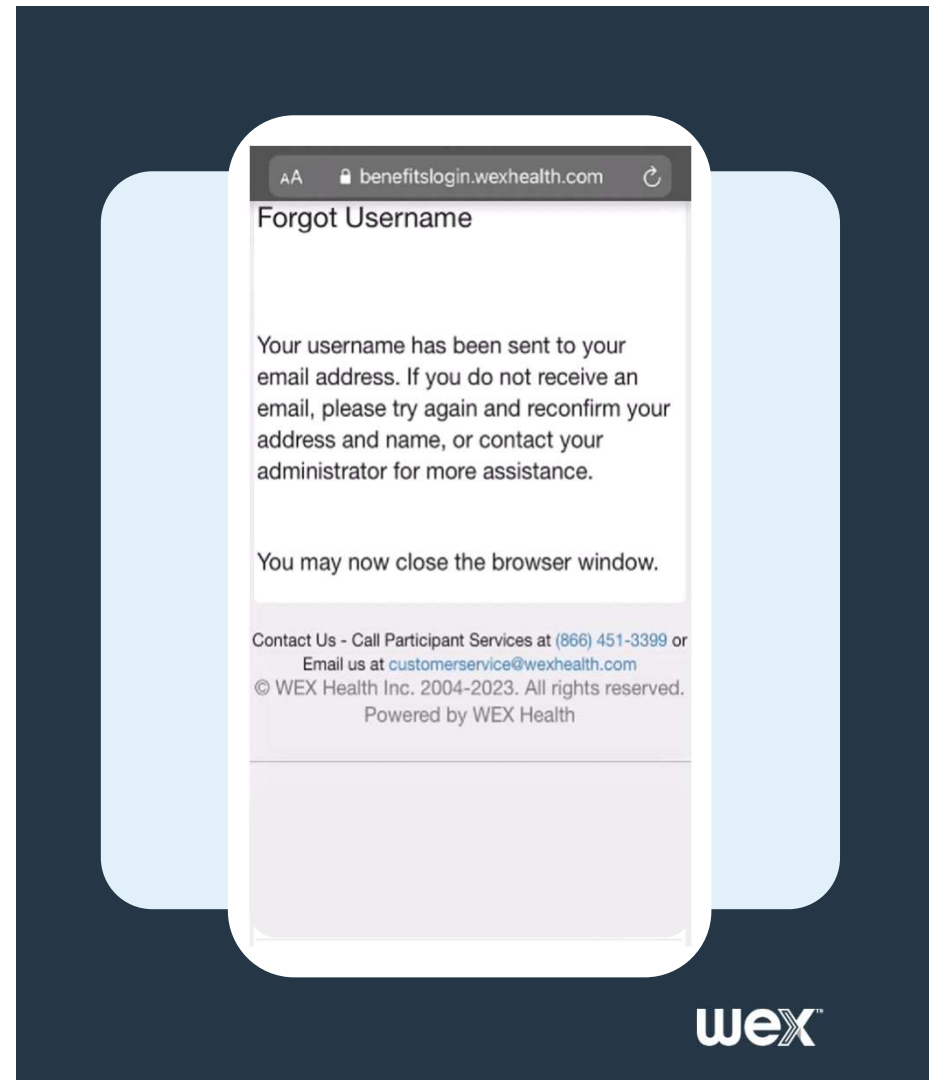 AA benefitslogin.wexhealth.com
Forgot Username
Your username has been sent to your
email address. If you do not receive an
email, please try again and reconfirm your
address and name, or contact your
administrator for more assistance.
You may now close the browser window.
Contact Us - Call Participant Services at (866) 451-3399 or
Email us at customerservice@wexhealth.com
© WEX Health Inc. 2004-2023. All rights reserved.
Powered by WEX Health
wex™